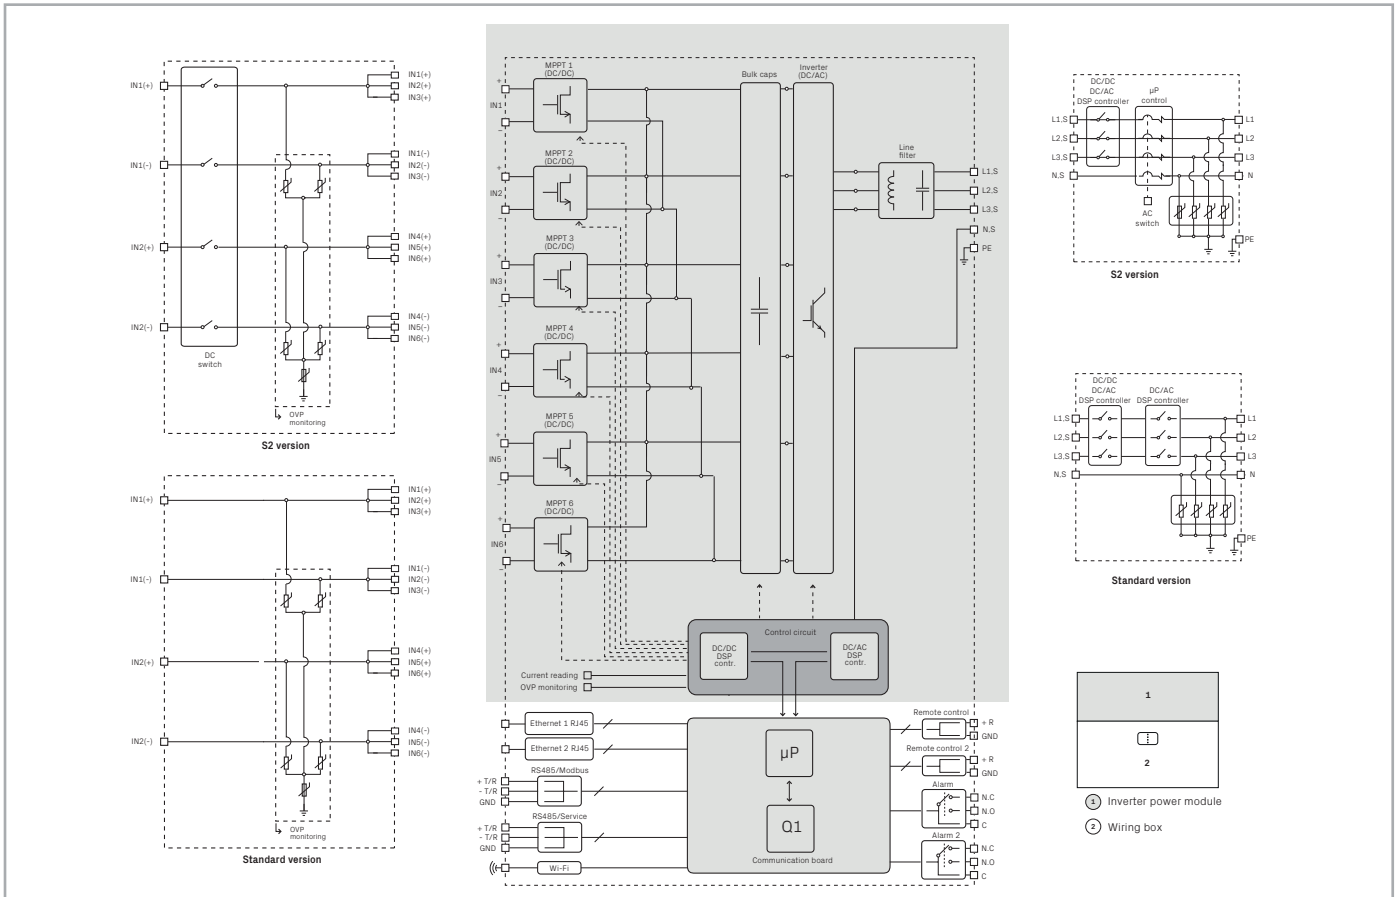 IN1(+)
IN1(+)
IN2(+)
IN3(+)
IN1(-)
IN1(-)
IN2(-)
IN3(-)
IN2(+)
IN4(+)
IN5(+)
IN6(+)
IN2(-)
IN4(-)
IN5(-)
IN6(-)
DC
switch
OVP
monitoring
S2 version
IN1(+)
IN1(+)
IN2(+)
IN3(+)
IN1(-)
IN1(-)
IN2(-)
IN3(-)
IN2(+)
IN4(+)
IN5(+)
IN6(+)
IN2(-)
IN4(-)
IN5(-)
IN6(-)
OVP
monitoring
Standard version
MPPT 1
(DC/DC)
+
IN1
−
MPPT 2
(DC/DC)
+
IN2
−
MPPT 3
(DC/DC)
+
IN3
−
MPPT 4
(DC/DC)
+
IN4
−
MPPT 5
(DC/DC)
+
IN5
−
MPPT 6
(DC/DC)
+
IN6
−
Bulk caps
Inverter
(DC/AC)
Line
filter
L1,S
L2,S
L3,S
N,S
PE
Control circuit
DC/DC
DSP
contr.
DC/AC
DSP
contr.
Current reading
OVP monitoring
Ethernet 1 RJ45
Ethernet 2 RJ45
RS485/Modbus
+ T/R
- T/R
GND
RS485/Service
+ T/R
- T/R
GND
Wi-Fi
µP
Q1
Communication board
Remote control
+ R
GND
Remote control 2
+ R
GND
Alarm
N.C
N.O
C
Alarm 2
N.C
N.O
C
DC/DC
DC/AC
DSP controller
µP
control
L1,S
L1
L2,S
L2
L3,S
L3
N,S
N
AC
switch
PE
S2 version
DC/DC
DC/AC
DSP controller
DC/AC
DSP controller
L1,S
L1
L2,S
L2
L3,S
L3
N,S
N
PE
Standard version
1
2
1 Inverter power module
2 Wiring box